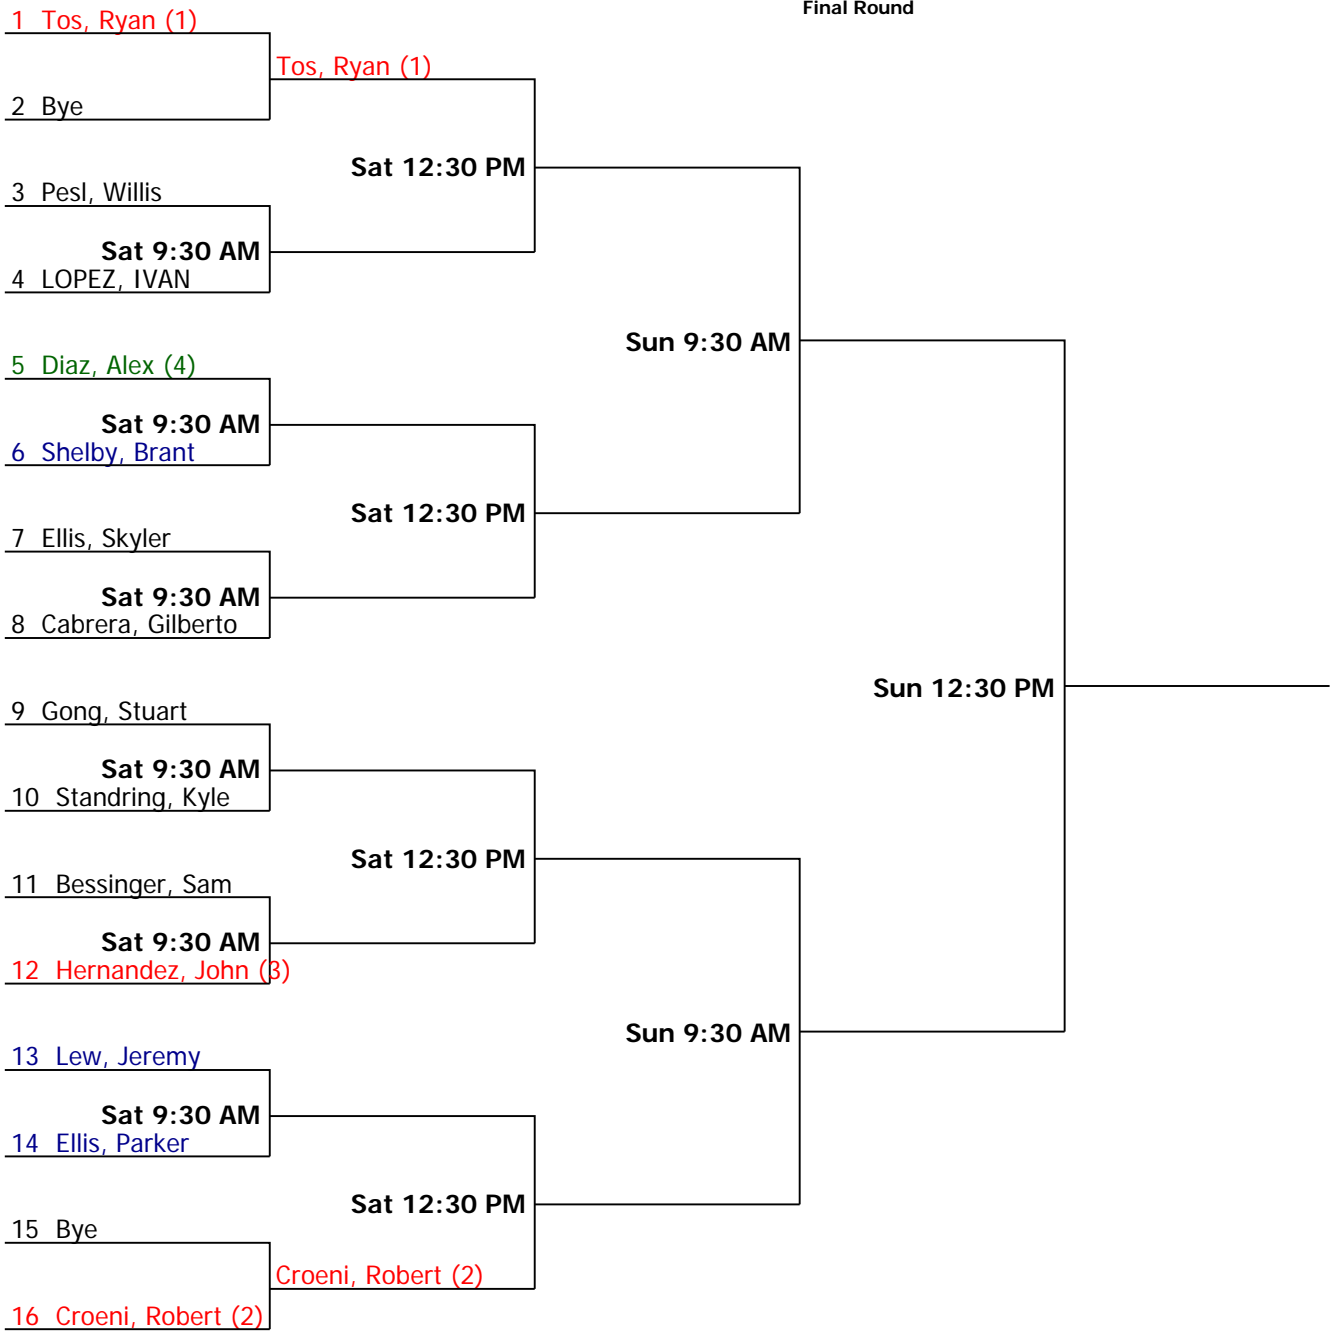 Final Round
1 Tos, Ryan (1)
Tos, Ryan (1)
2 Bye
Sat 12:30 PM
3 Pesl, Willis
Sat 9:30 AM
4 LOPEZ, IVAN
Sun 9:30 AM
5 Diaz, Alex (4)
Sat 9:30 AM
6 Shelby, Brant
Sat 12:30 PM
7 Ellis, Skyler
Sat 9:30 AM
8 Cabrera, Gilberto
Sun 12:30 PM
9 Gong, Stuart
Sat 9:30 AM
10 Standring, Kyle
Sat 12:30 PM
11 Bessinger, Sam
Sat 9:30 AM
12 Hernandez, John (3)
Sun 9:30 AM
13 Lew, Jeremy
Sat 9:30 AM
14 Ellis, Parker
Sat 12:30 PM
15 Bye
Croeni, Robert (2)
16 Croeni, Robert (2)